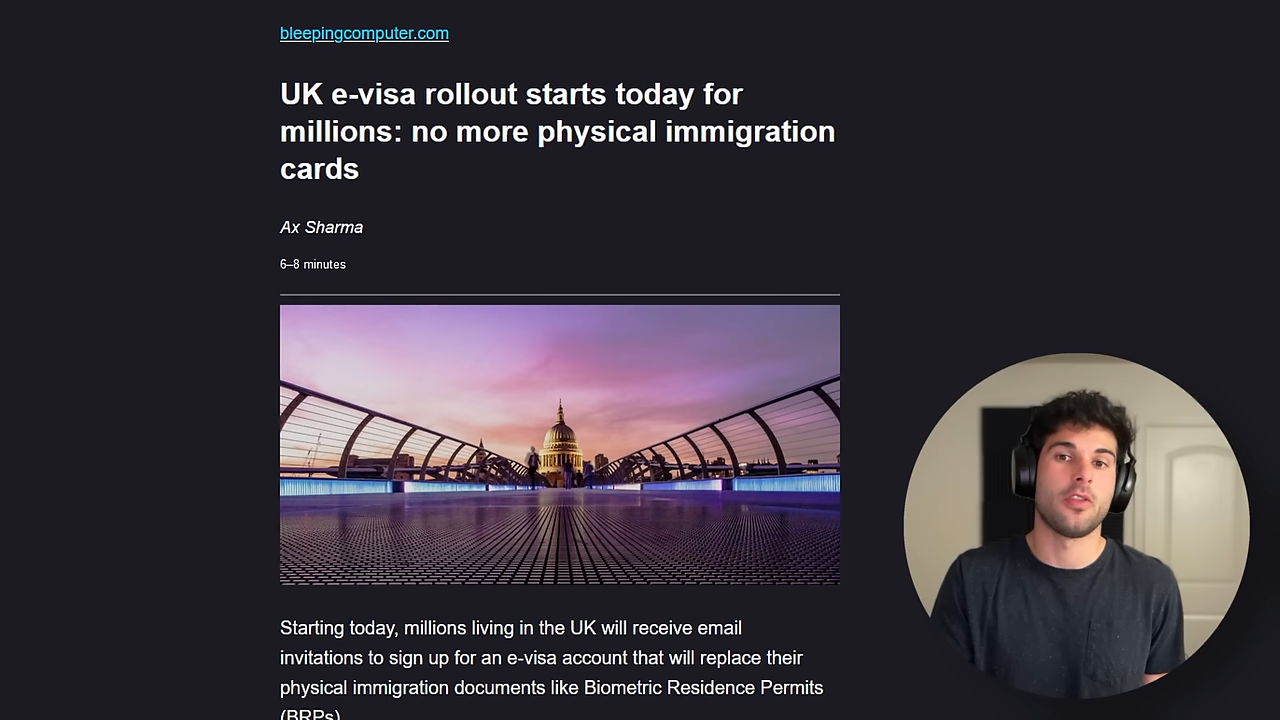 bleepingcomputer.com
UK e-visa rollout starts today for
millions: no more physical immigration
cards
Ax Sharma
6–8 minutes
Starting today, millions living in the UK will receive email
invitations to sign up for an e-visa account that will replace their
physical immigration documents like Biometric Residence Permits
(BRPs).